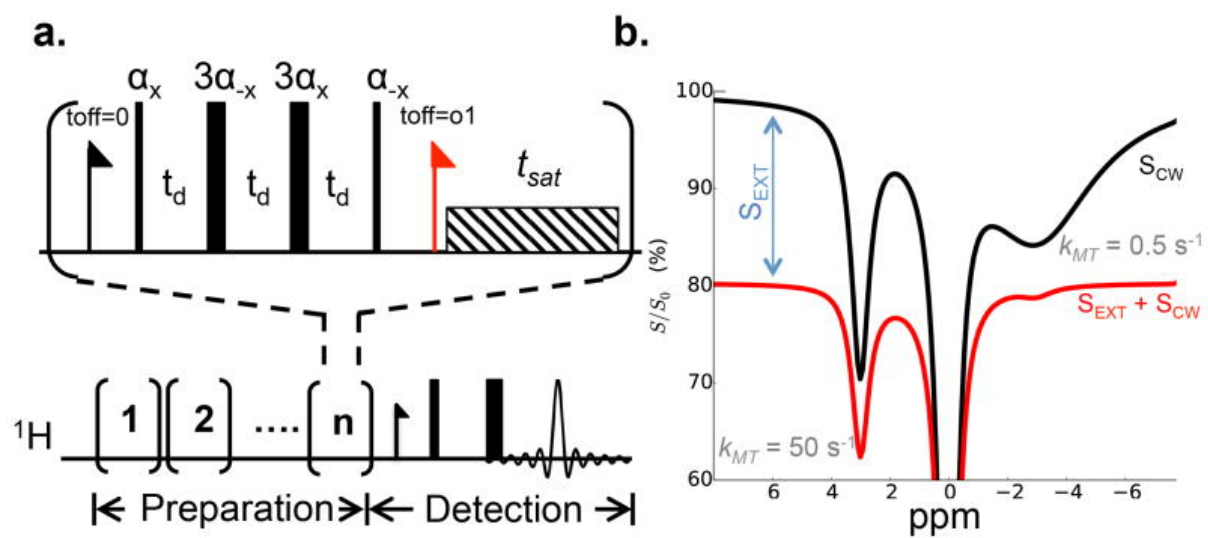 a.
αx 3α-x 3αx α-x
toff=0 toff=o1
td td td tsat
1H 1 2 .... n
Preparation Detection
b.
100
90
80
70
60
S/S0 (%)
SEXT
SCW
kMT = 0.5 s-1
SEXT + SCW
kMT = 50 s-1
6 4 2 0 −2 −4 −6
ppm